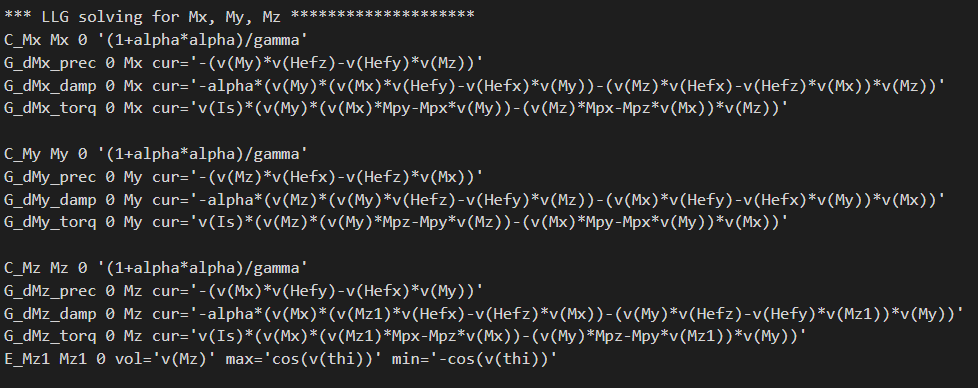 *** LLG solving for Mx, My, Mz ********************
C_Mx Mx 0 '(1+alpha*alpha)/gamma'
G_dMx_prec 0 Mx cur='-(v(My)*v(Hefz)-v(Hefy)*v(Mz))'
G_dMx_damp 0 Mx cur='-alpha*(v(My)*(v(Mx)*v(Hefy)-v(Hefx)*v(My))-(v(Mz)*v(Hefx)-v(Hefz)*v(Mx))*v(Mz))'
G_dMx_torq 0 Mx cur='v(Is)*(v(My)*(v(Mx)*Mpy-Mpx*v(My))-(v(Mz)*Mpx-Mpz*v(Mx))*v(Mz))'

C_My My 0 '(1+alpha*alpha)/gamma'
G_dMy_prec 0 My cur='-(v(Mz)*v(Hefx)-v(Hefz)*v(Mx))'
G_dMy_damp 0 My cur='-alpha*(v(Mz)*(v(My)*v(Hefz)-v(Hefy)*v(Mz))-(v(Mx)*v(Hefy)-v(Hefx)*v(My))*v(Mx))'
G_dMy_torq 0 My cur='v(Is)*(v(Mz)*(v(My)*Mpz-Mpy*v(Mz))-(v(Mx)*Mpy-Mpx*v(My))*v(Mx))'

C_Mz Mz 0 '(1+alpha*alpha)/gamma'
G_dMz_prec 0 Mz cur='-(v(Mx)*v(Hefy)-v(Hefx)*v(My))'
G_dMz_damp 0 Mz cur='-alpha*(v(Mx)*(v(Mz1)*v(Hefx)-v(Hefz)*v(Mx))-(v(My)*v(Hefz)-v(Hefy)*v(Mz1))*v(My))'
G_dMz_torq 0 Mz cur='v(Is)*(v(Mx)*(v(Mz1)*Mpx-Mpz*v(Mx))-(v(My)*Mpz-Mpy*v(Mz1))*v(My))'
E_Mz1 Mz1 0 vol='v(Mz)' max='cos(v(thi))' min='-cos(v(thi))'